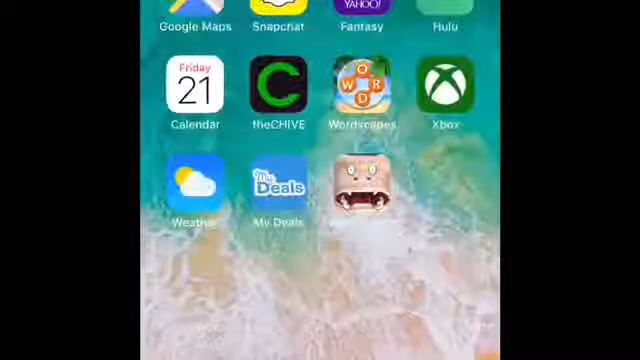 Google Maps Snapchat Fantasy Hulu
YAHOO!
Friday
21
C
W O R D
Calendar theCHIVE Wordscapes Xbox
My
Deals
Weather My Deals